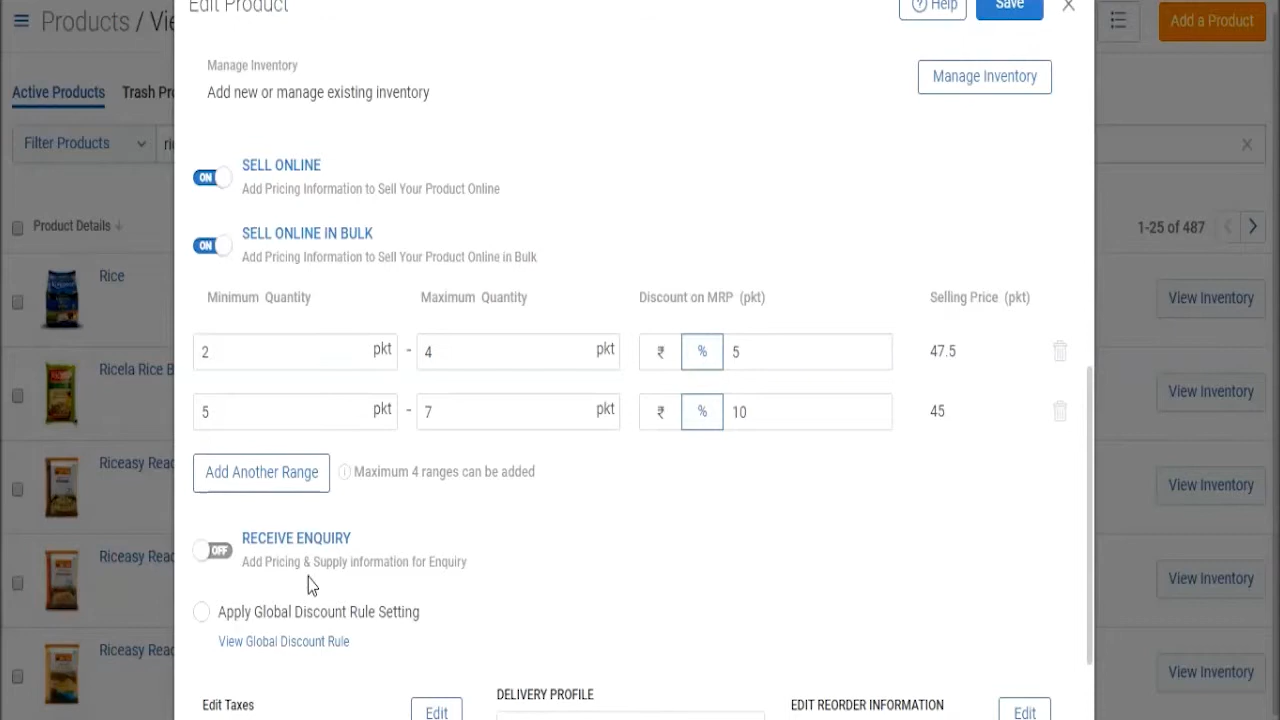 Edit Product
Help
Save
Products / Vie
Add a Product
Manage Inventory
Add new or manage existing inventory
Manage Inventory
Active Products
Trash Pr
Filter Products
SELL ONLINE
ON
Add Pricing Information to Sell Your Product Online
Product Details
1-25 of 487
SELL ONLINE IN BULK
ON
Add Pricing Information to Sell Your Product Online in Bulk
Minimum Quantity
Maximum Quantity
Discount on MRP (pkt)
Selling Price (pkt)
Rice
View Inventory
2 pkt - 4 pkt ₹ % 5 47.5
Ricela Rice B
View Inventory
5 pkt - 7 pkt ₹ % 10 45
Riceasy Reac
View Inventory
Add Another Range
Maximum 4 ranges can be added
RECEIVE ENQUIRY
OFF
Add Pricing & Supply information for Enquiry
Riceasy Reac
View Inventory
Apply Global Discount Rule Setting
View Global Discount Rule
Riceasy Reac
View Inventory
Edit Taxes
Edit
DELIVERY PROFILE
EDIT REORDER INFORMATION
Edit